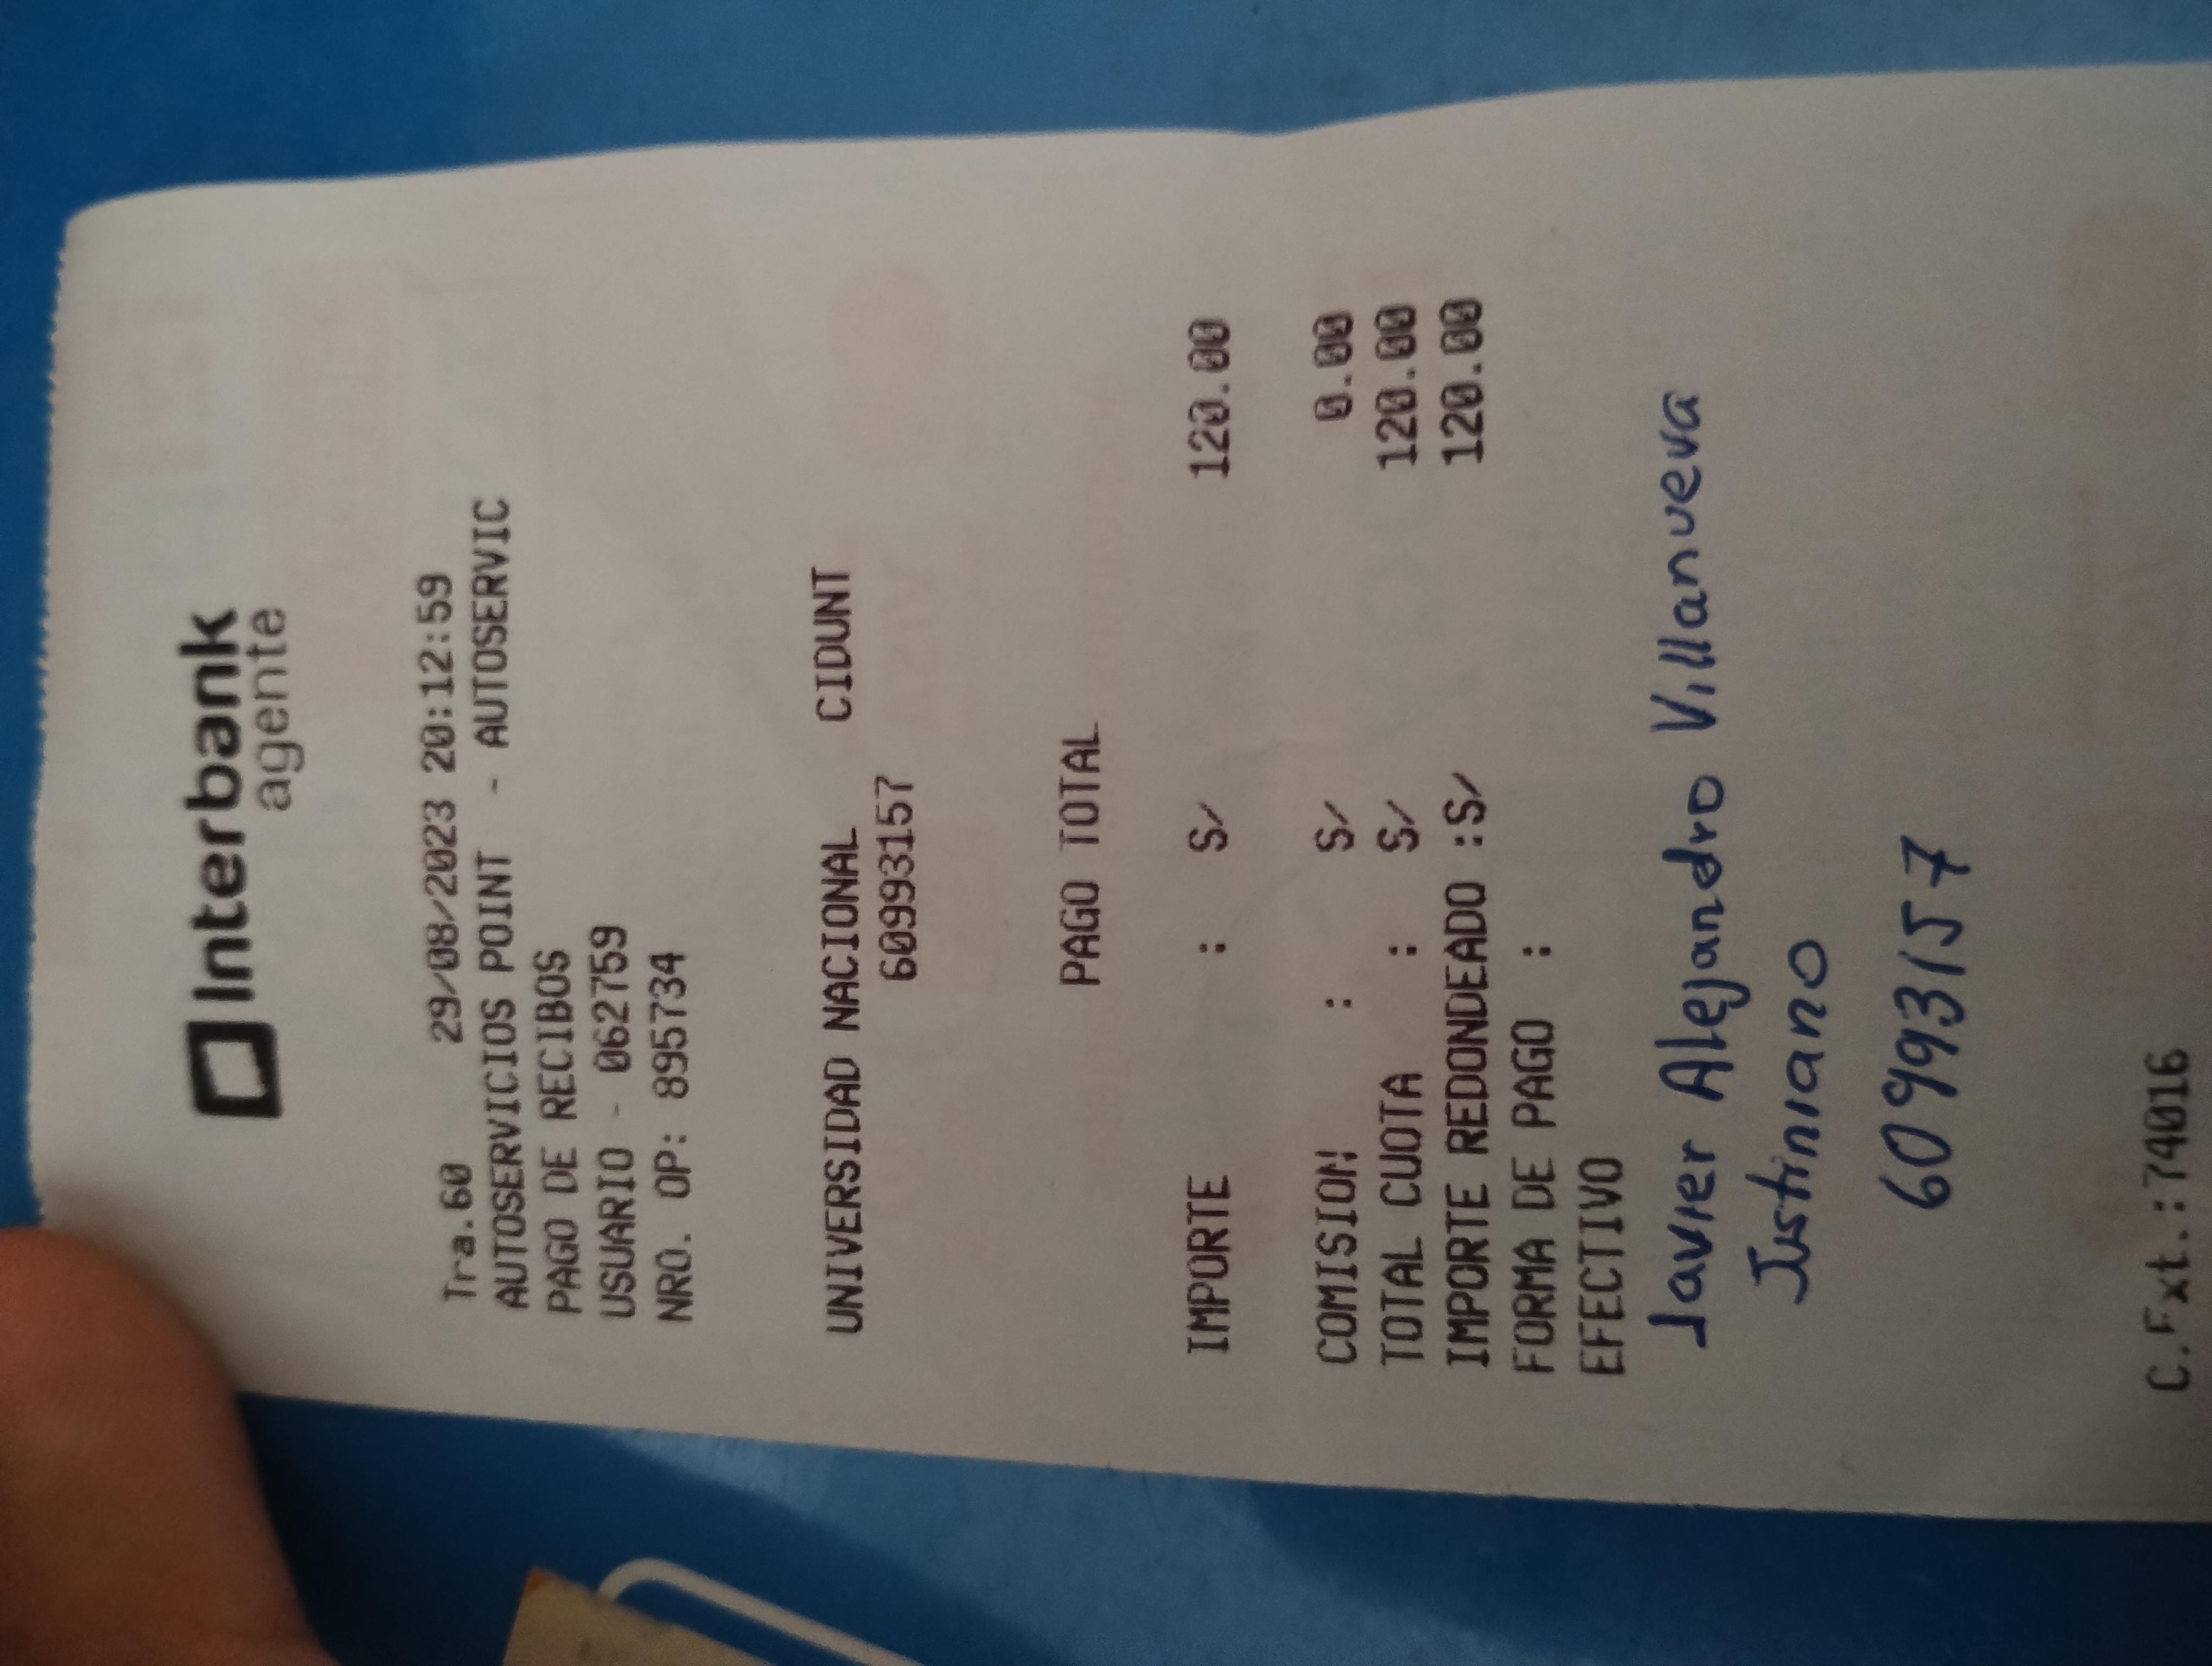 Interbank
agente
Tra.60 29/08/2023 20:12:59
AUTOSERVICIOS POINT - AUTOSERVIC
PAGO DE RECIBOS
USUARIO - 062759
NRO. OP: 895734
UNIVERSIDAD NACIONAL CIDUNT
60993157
PAGO TOTAL
IMPORTE : S/ 120.00
COMISION : S/ 0.00
TOTAL CUOTA : S/ 120.00
IMPORTE REDONDEADO :S/ 120.00
FORMA DE PAGO :
EFECTIVO
Javier Alejandro Villanueva
Justiniano
60993157
C.Ext.:74016